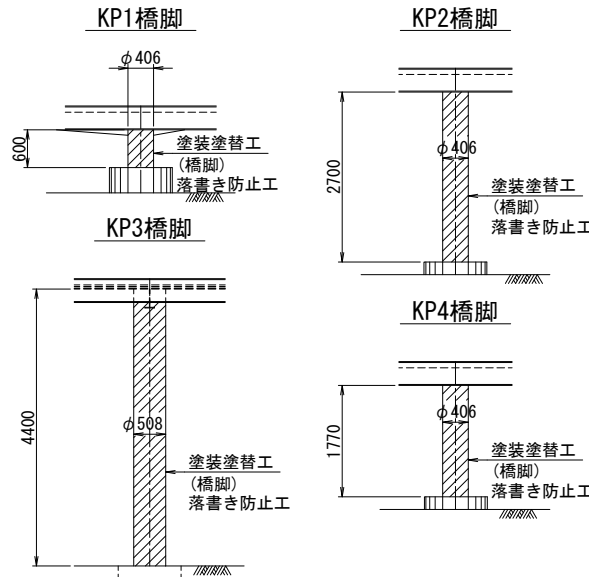 KP1橋脚
φ406
600
塗装塗替工
(橋脚)
落書き防止工
KP2橋脚
2700
φ406
塗装塗替工
(橋脚)
落書き防止工
KP3橋脚
4400
φ508
塗装塗替工
(橋脚)
落書き防止工
KP4橋脚
1770
φ406
塗装塗替工
(橋脚)
落書き防止工